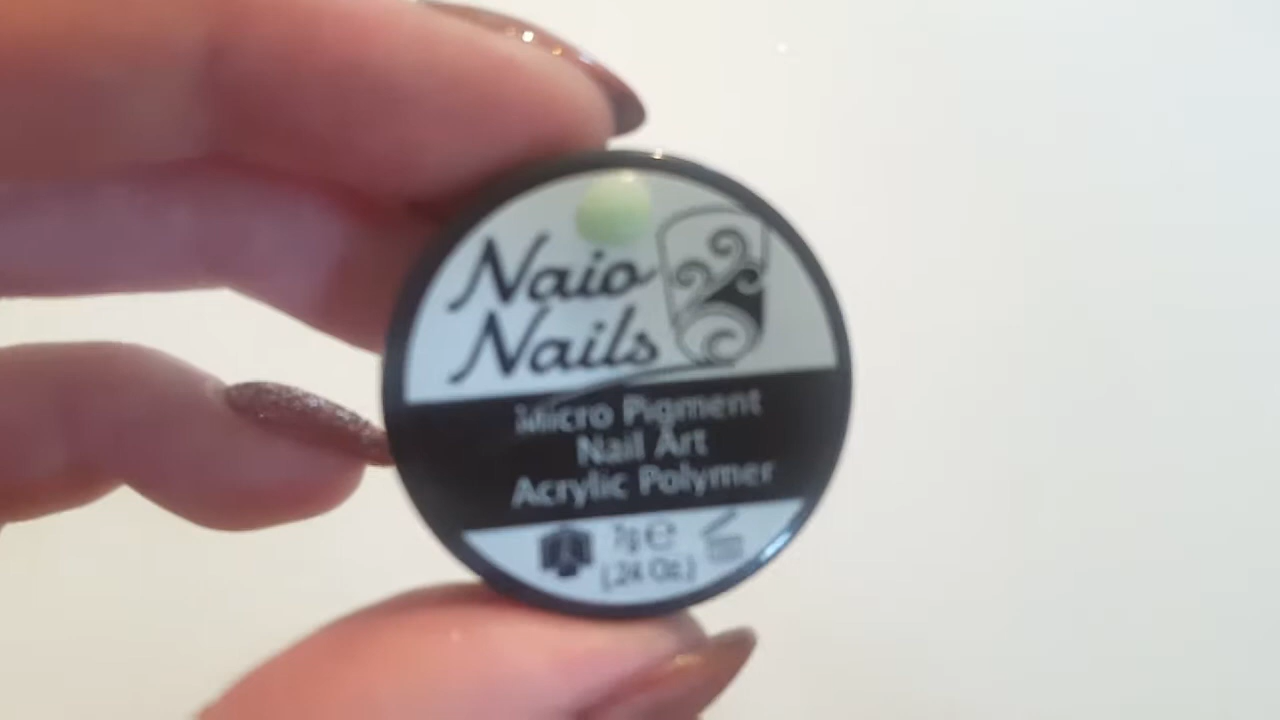 Naio
Nails
Micro Pigment
Nail Art
Acrylic Polymer
7g ℮
(.24 Oz.)